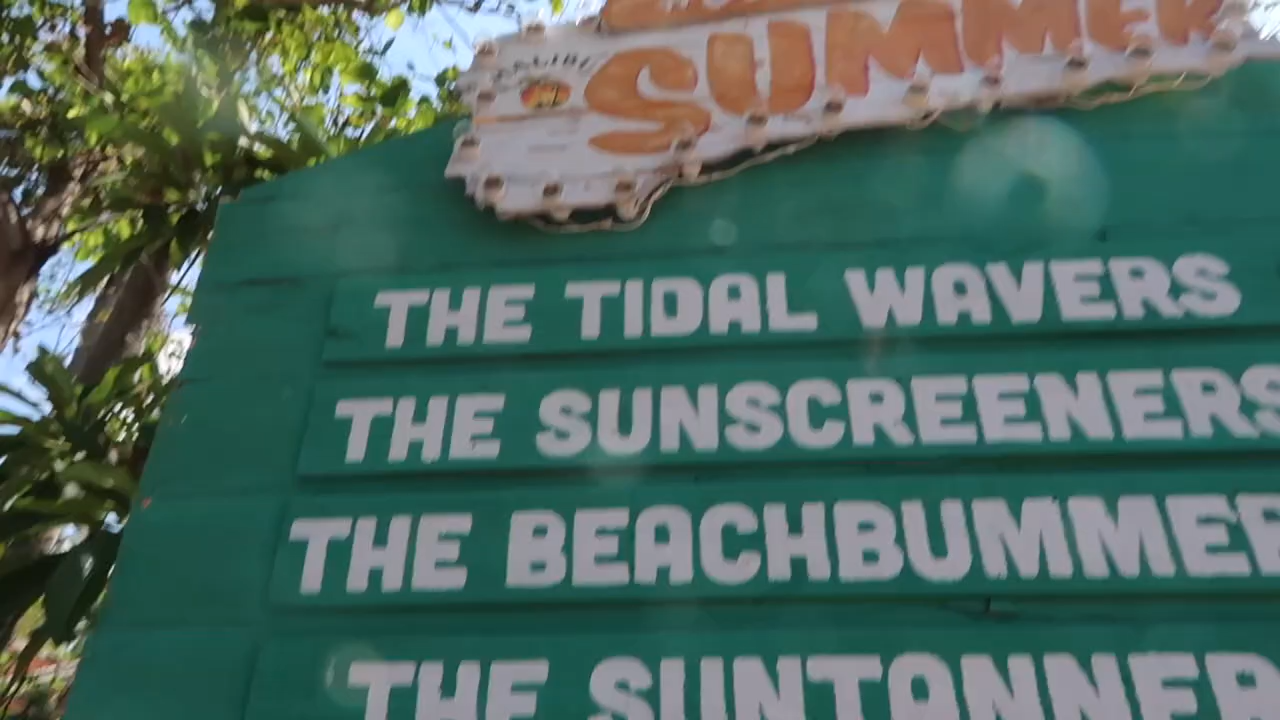 SUMMER
THE TIDAL WAVERS
THE SUNSCREENERS
THE BEACHBUMMER
THE SUNTANNER